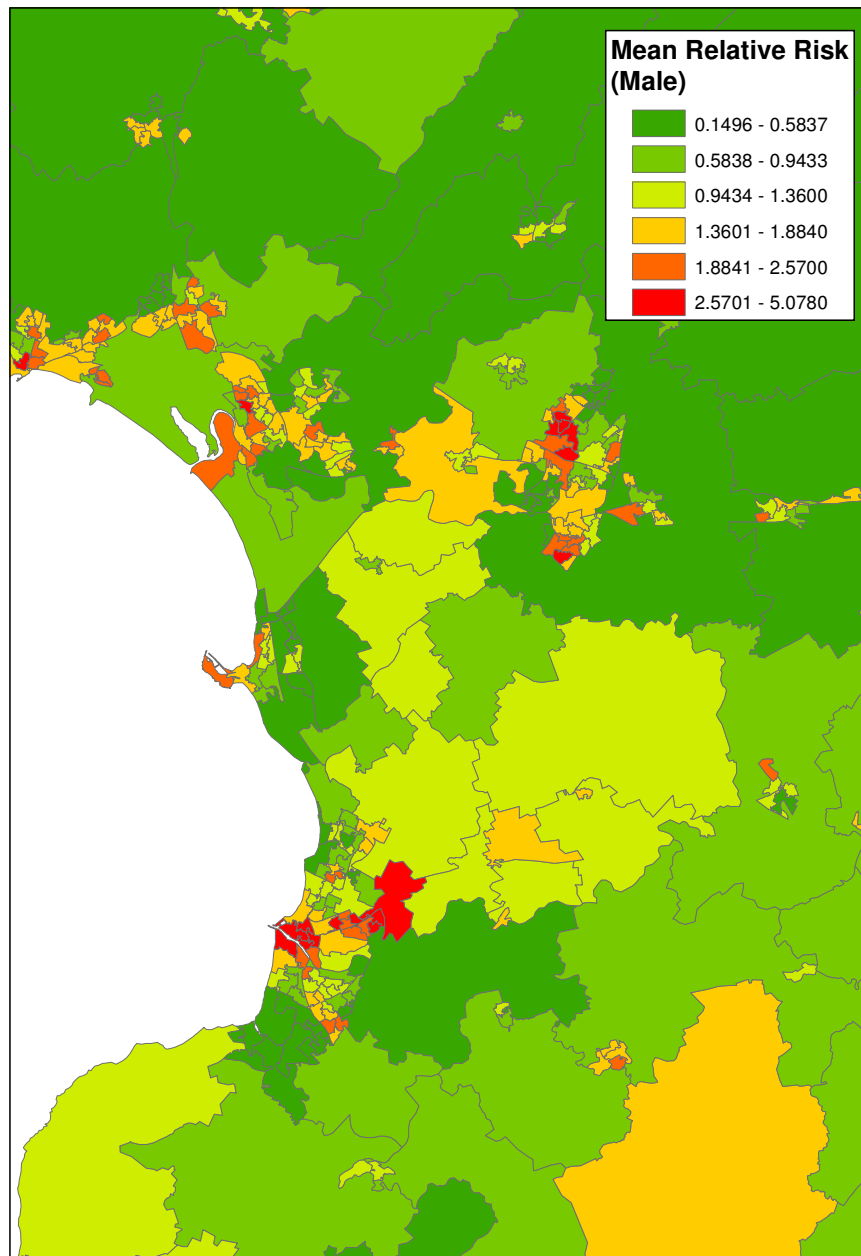 Mean Relative Risk
(Male)
0.1496 - 0.5837
0.5838 - 0.9433
0.9434 - 1.3600
1.3601 - 1.8840
1.8841 - 2.5700
2.5701 - 5.0780